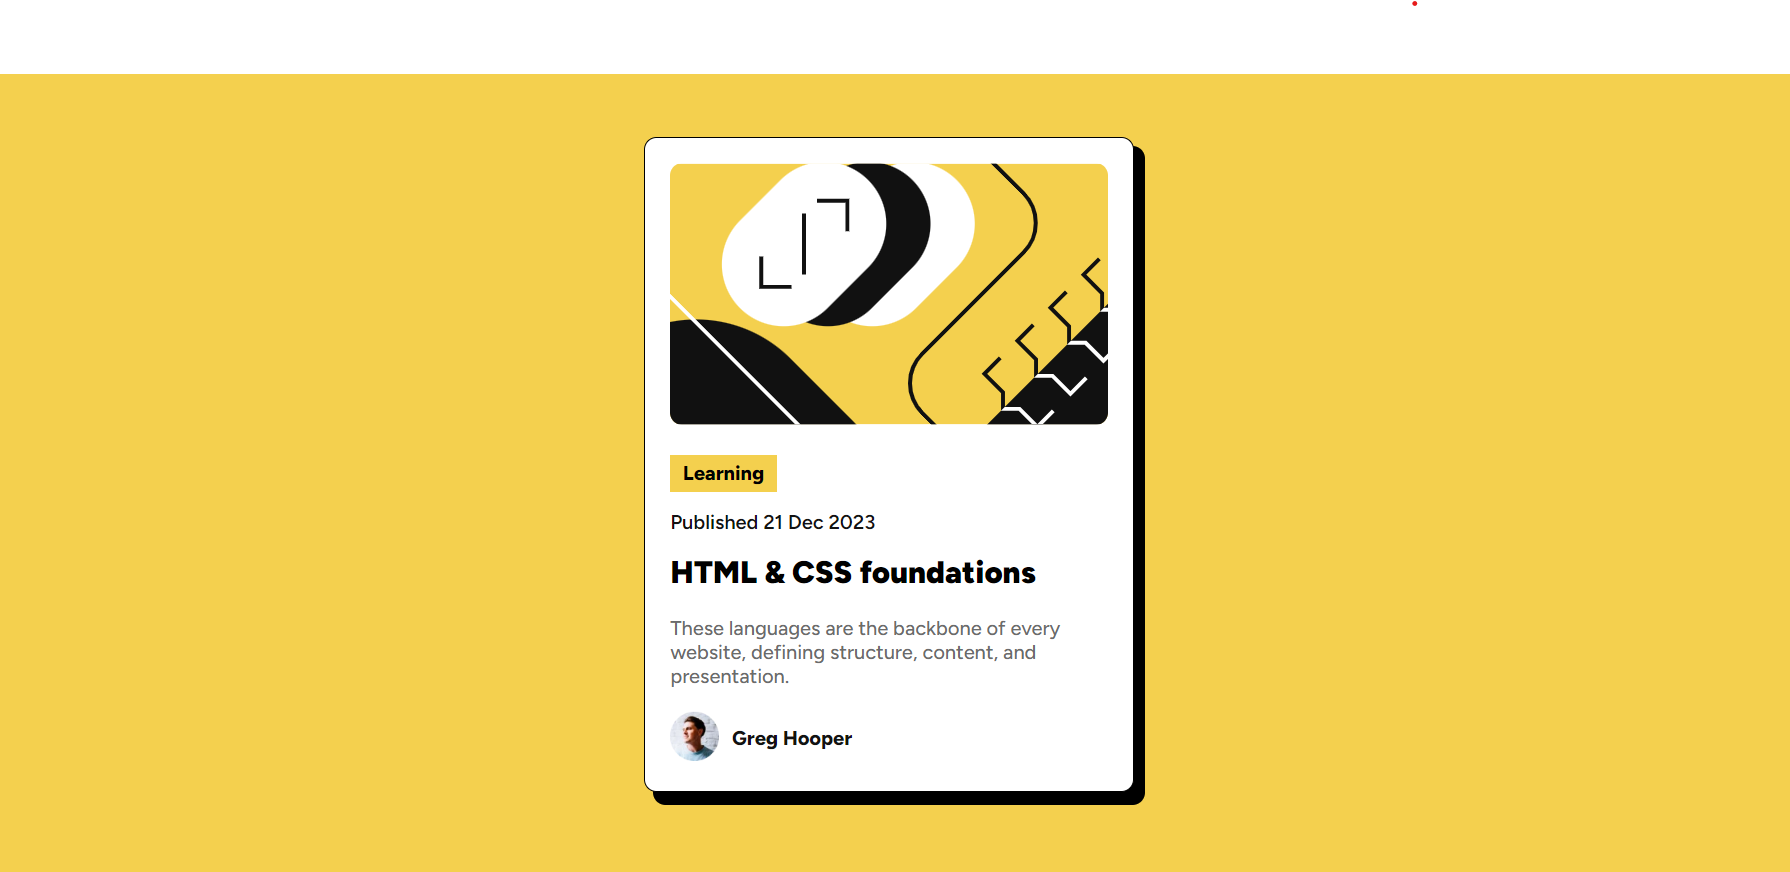 Learning
Published 21 Dec 2023
HTML & CSS foundations
These languages are the backbone of every
website, defining structure, content, and
presentation.
Greg Hooper